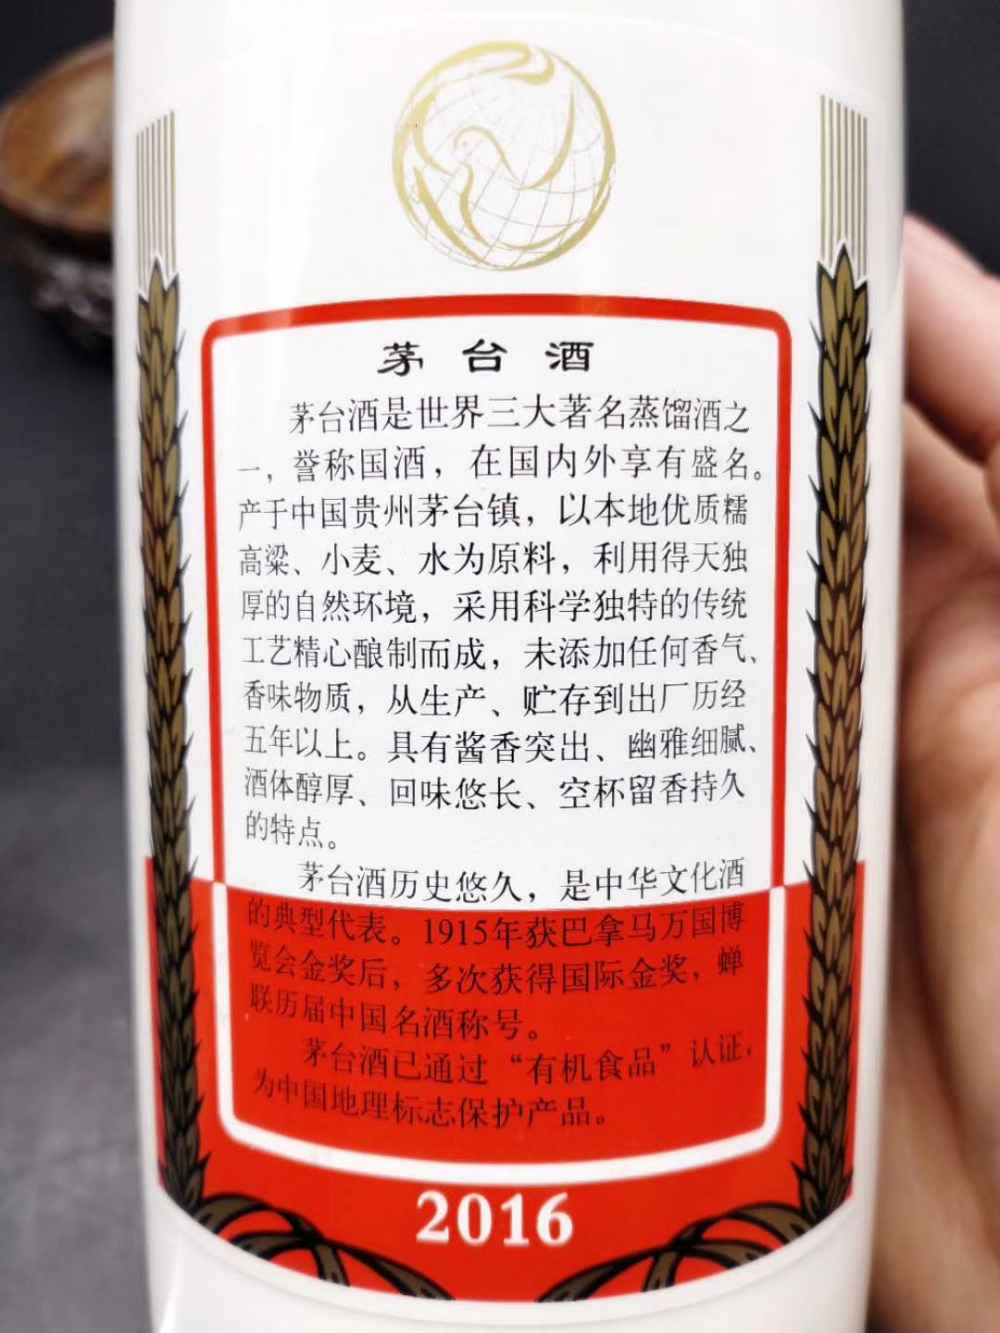 茅台酒
茅台酒是世界三大著名蒸馏酒之
一，誉称国酒，在国内外享有盛名。
产于中国贵州茅台镇，以本地优质糯
高粱、小麦、水为原料，利用得天独
厚的自然环境，采用科学独特的传统
工艺精心酿制而成，未添加任何香气、
香味物质，从生产、贮存到出厂历经
五年以上。具有酱香突出、幽雅细腻、
酒体醇厚、回味悠长、空杯留香持久
的特点。
茅台酒历史悠久，是中华文化酒
的典型代表。1915年获巴拿马万国博
览会金奖后，多次获得国际金奖，蝉
联历届中国名酒称号。
茅台酒已通过“有机食品”认证，
为中国地理标志保护产品。
2016